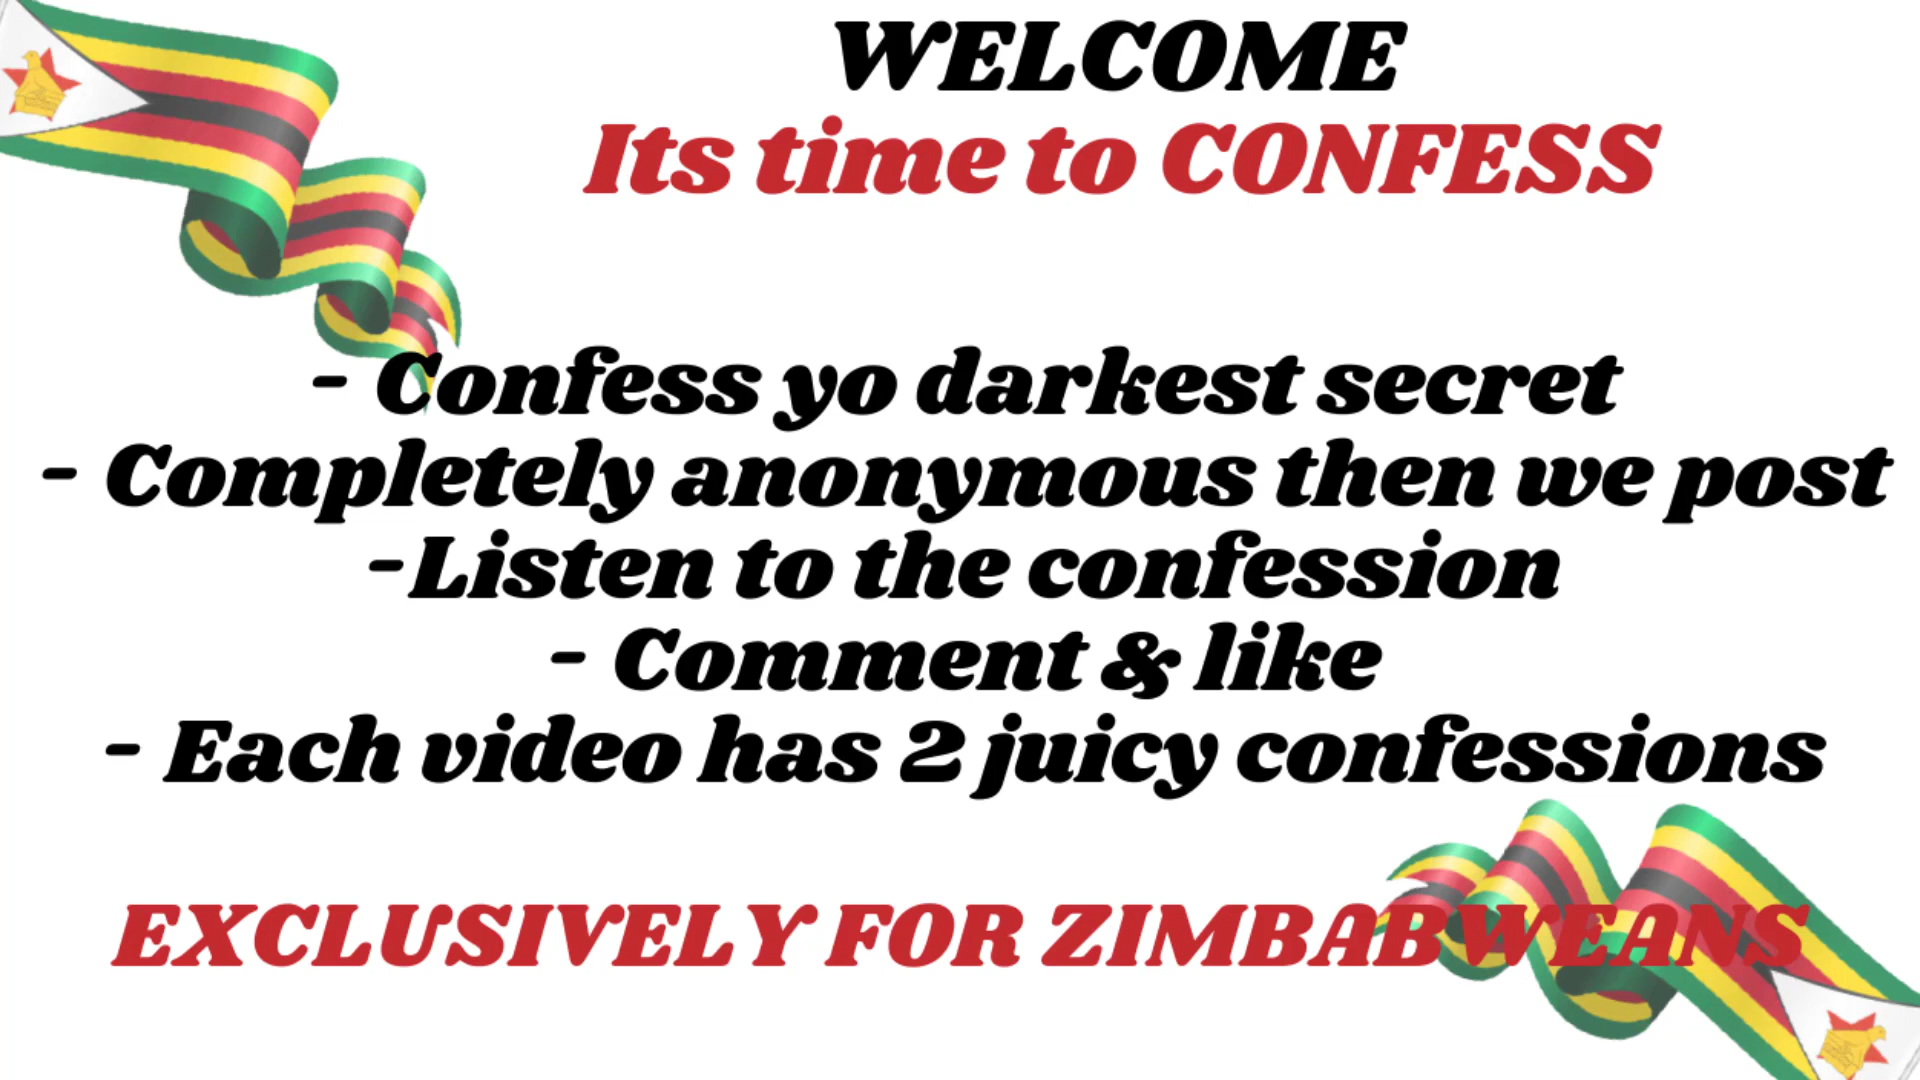 WELCOME
Its time to CONFESS
- Confess yo darkest secret
- Completely anonymous then we post
-Listen to the confession
- Comment & like
- Each video has 2 juicy confessions
EXCLUSIVELY FOR ZIMBABWEANS